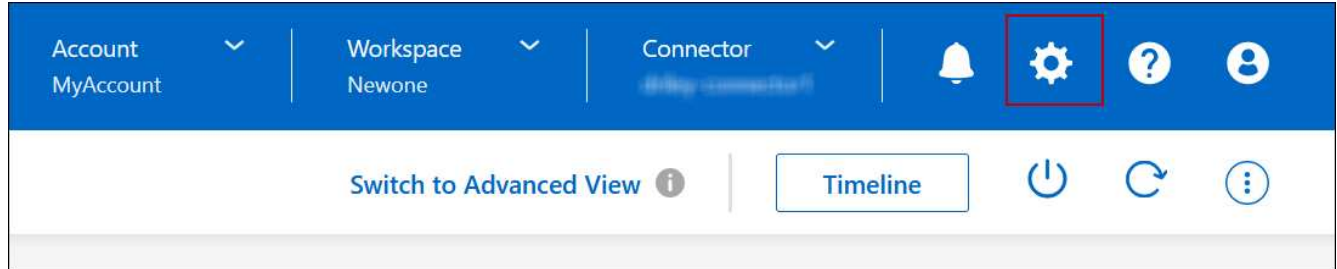 Account
MyAccount
Workspace
Newone
Connector
Switch to Advanced View
Timeline